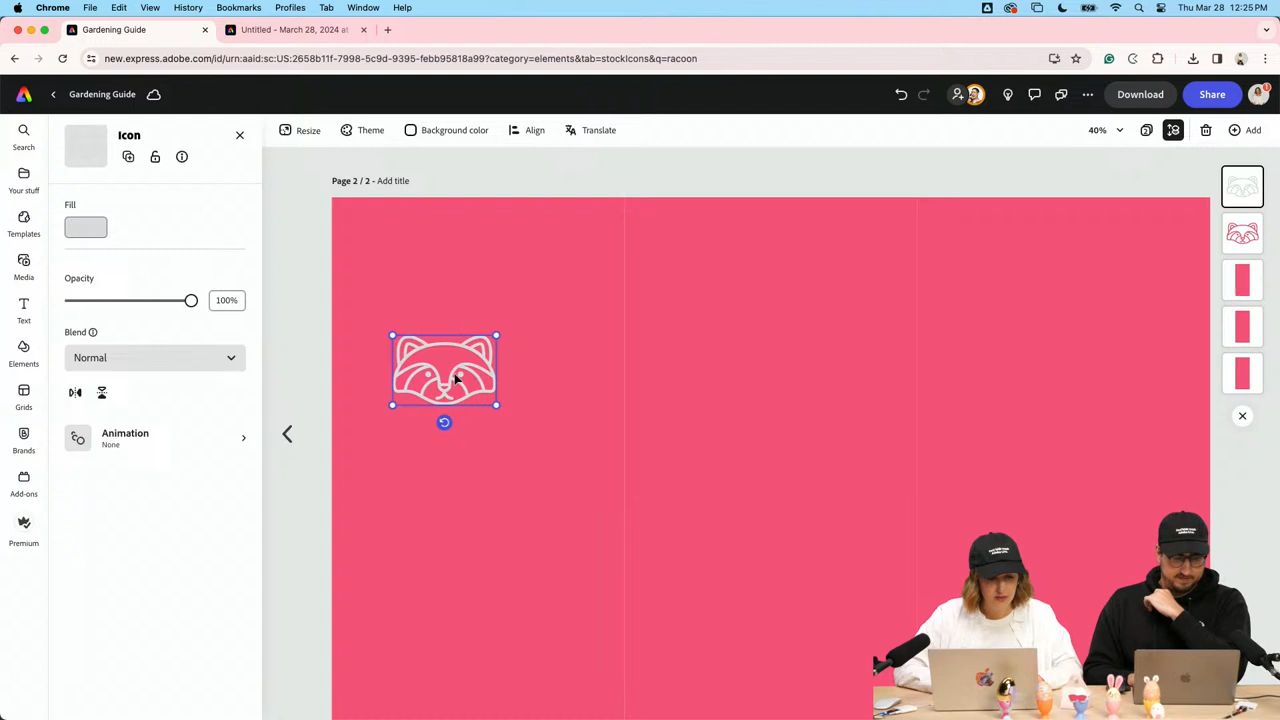 Chrome File Edit View History Bookmarks Profiles Tab Window Help Thu Mar 28 12:25 PM
Gardening Guide
Untitled - March 28, 2024 at
new.express.adobe.com/id/urn:aaid:sc:US:2658b11f-7998-5c9d-9395-febb95818a99?category=elements&tab=stockIcons&q=racoon
Gardening Guide
Download
Share
Search
Your stuff
Templates
Media
Text
Elements
Grids
Brands
Add-ons
Premium
Icon
Fill
Opacity
100%
Blend
Normal
Animation
None
Resize
Theme
Background color
Align
Translate
40%
2
Add
Page 2 / 2 - Add title